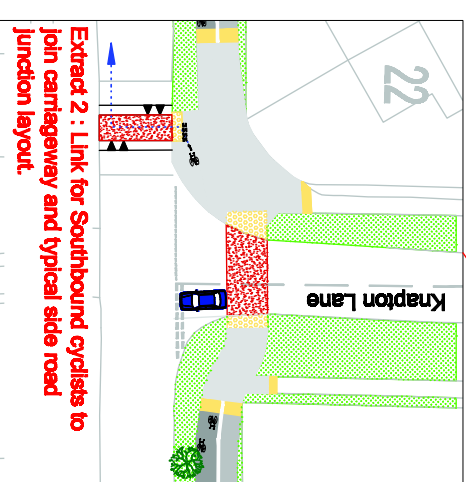 Extract 2 : Link for Southbound cyclists to
join carriageway and typical side road
junction layout.
22
Knapton Lane